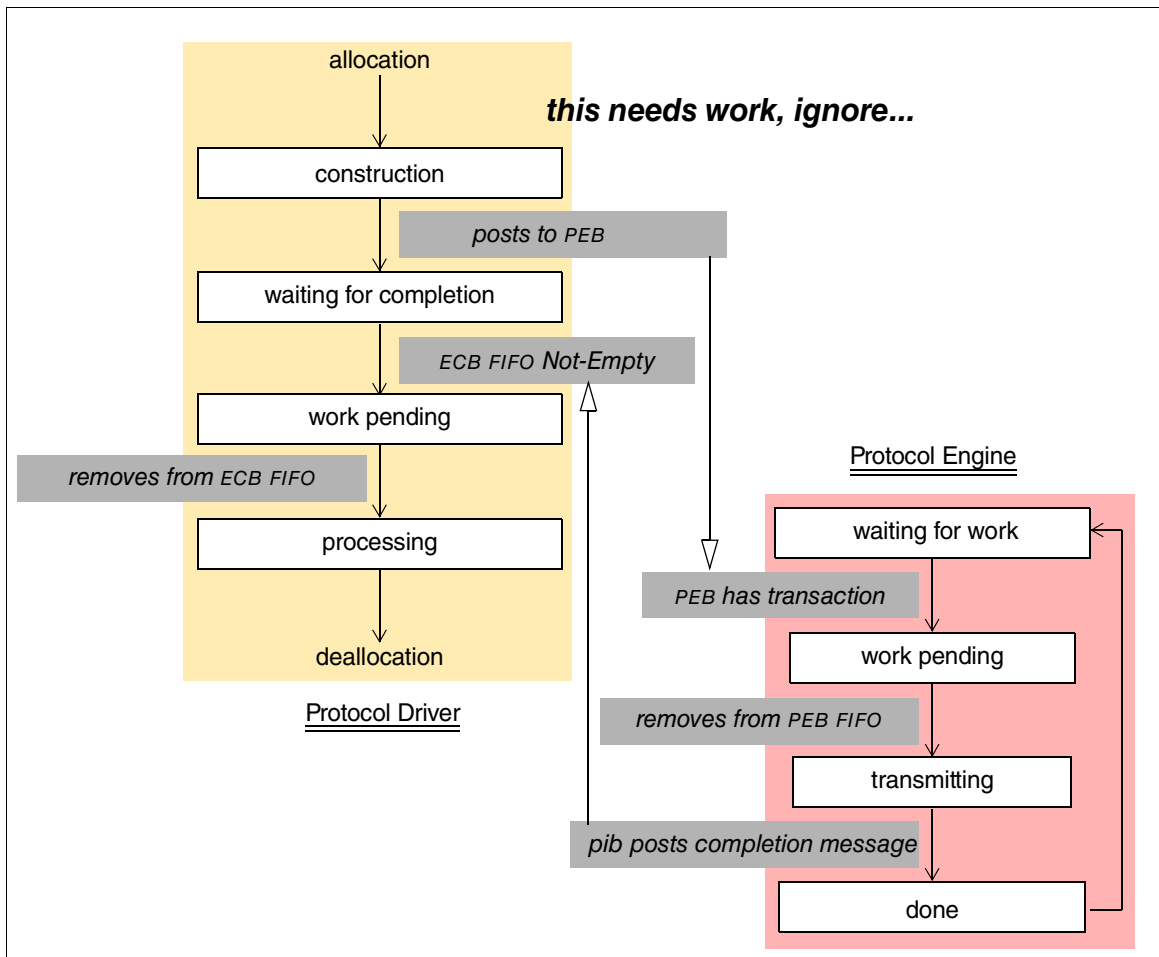 allocation
this needs work, ignore...
construction
posts to PEB
waiting for completion
ECB FIFO Not-Empty
work pending
removes from ECB FIFO
processing
deallocation
Protocol Driver
Protocol Engine
waiting for work
PEB has transaction
work pending
removes from PEB FIFO
transmitting
pib posts completion message
done